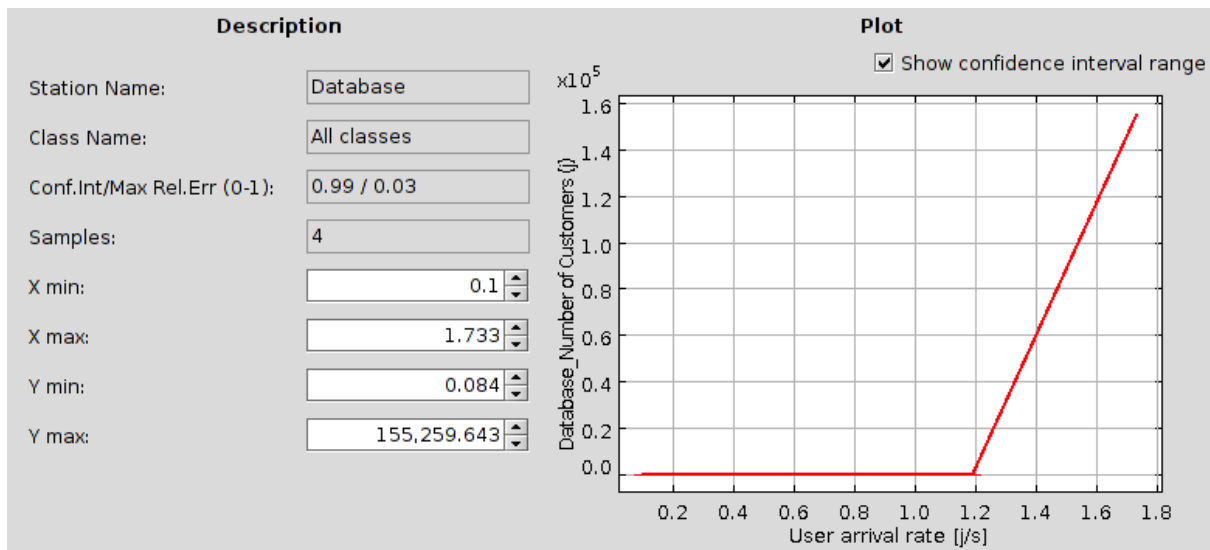 Description
Station Name: Database
Class Name: All classes
Conf.Int/Max Rel.Err (0-1): 0.99 / 0.03
Samples: 4
X min: 0.1
X max: 1.733
Y min: 0.084
Y max: 155,259.643
Plot
Show confidence interval range
x10^5
Database_Number of Customers (j)
1.6
1.4
1.2
1.0
0.8
0.6
0.4
0.2
0.0
0.2 0.4 0.6 0.8 1.0 1.2 1.4 1.6 1.8
User arrival rate [j/s]